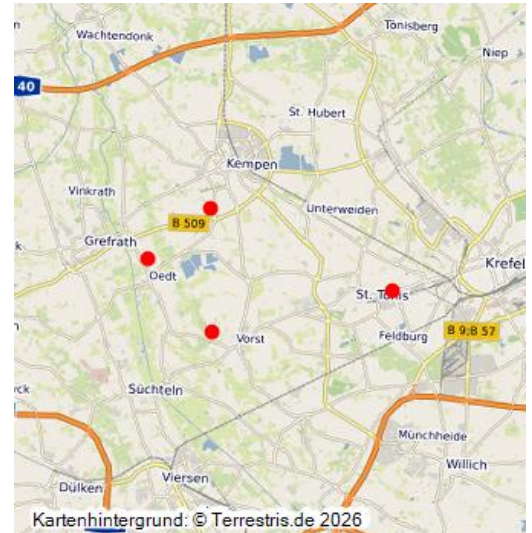 Wachtendonk
Tönisberg
Niep
40
St. Hubert
Kempen
Vinkrath
Unterweiden
B 509
Grefrath
Oedt
Krefel
St. Tönis
B 9;B 57
Vorst
Feldburg
Süchteln
Münchheide
Willich
Viersen
Dülken
Kartenhintergrund: © Terrestris.de 2026